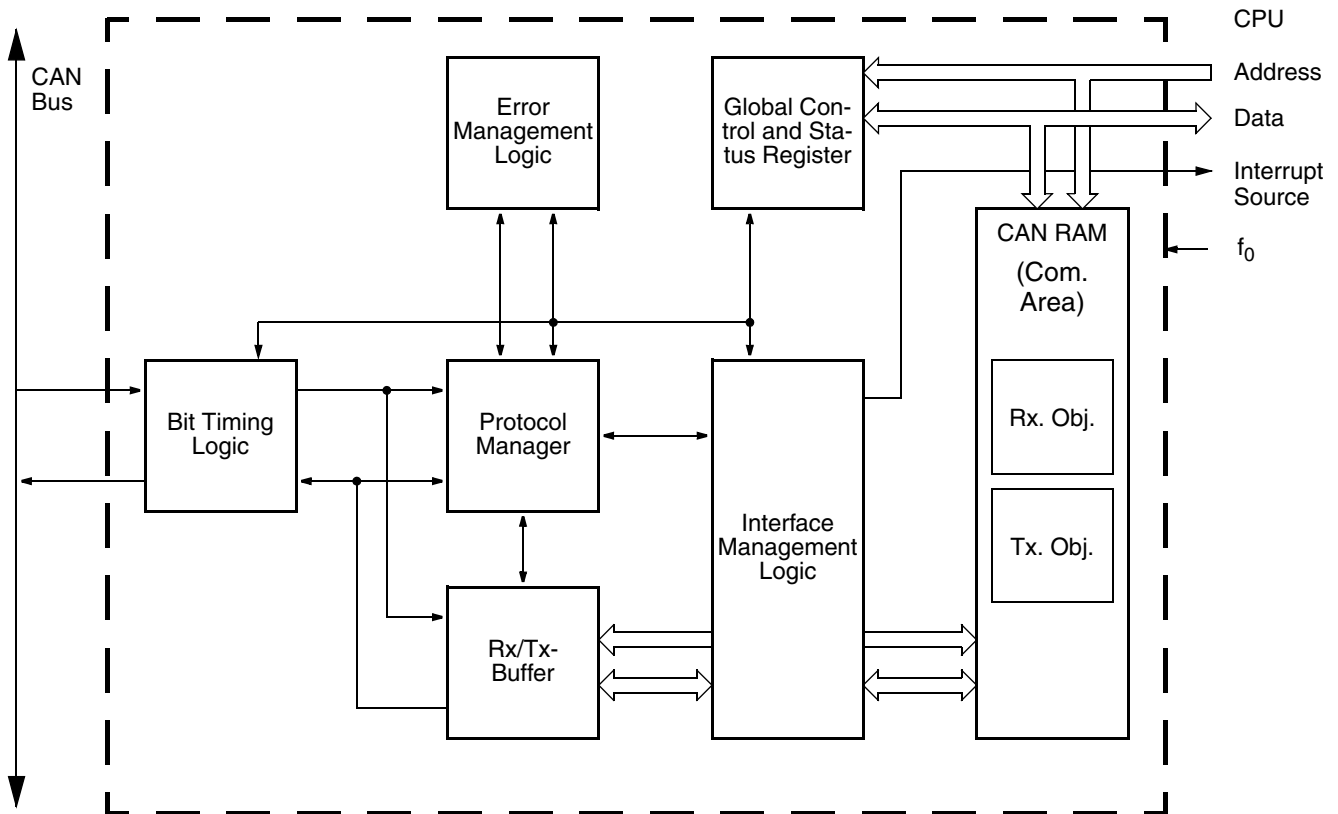 CPU
CAN
Bus
Address
Data
Interrupt
Source
f0
Error
Management
Logic
Global Con-
trol and Sta-
tus Register
CAN RAM
(Com.
Area)
Bit Timing
Logic
Protocol
Manager
Rx. Obj.
Interface
Management
Logic
Tx. Obj.
Rx/Tx-
Buffer